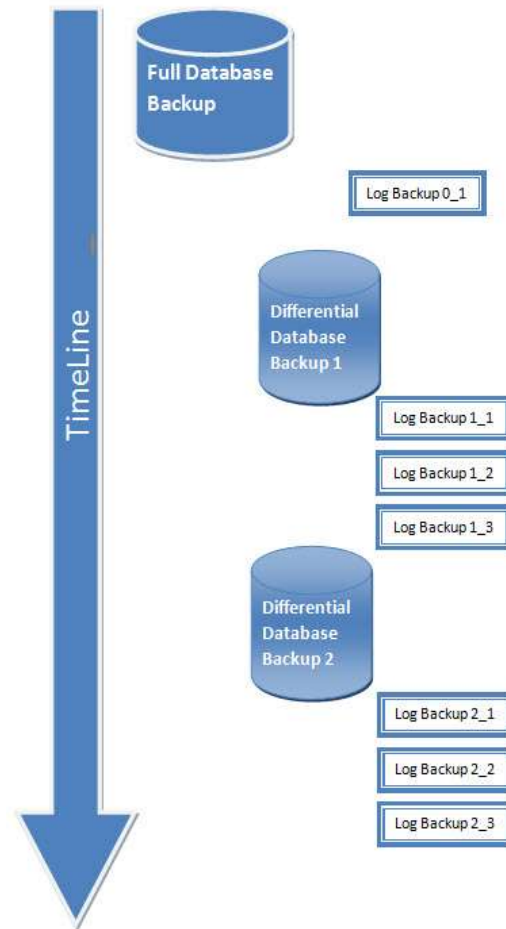 Full Database
Backup
Log Backup 0_1
TimeLine
Differential
Database
Backup 1
Log Backup 1_1
Log Backup 1_2
Log Backup 1_3
Differential
Database
Backup 2
Log Backup 2_1
Log Backup 2_2
Log Backup 2_3